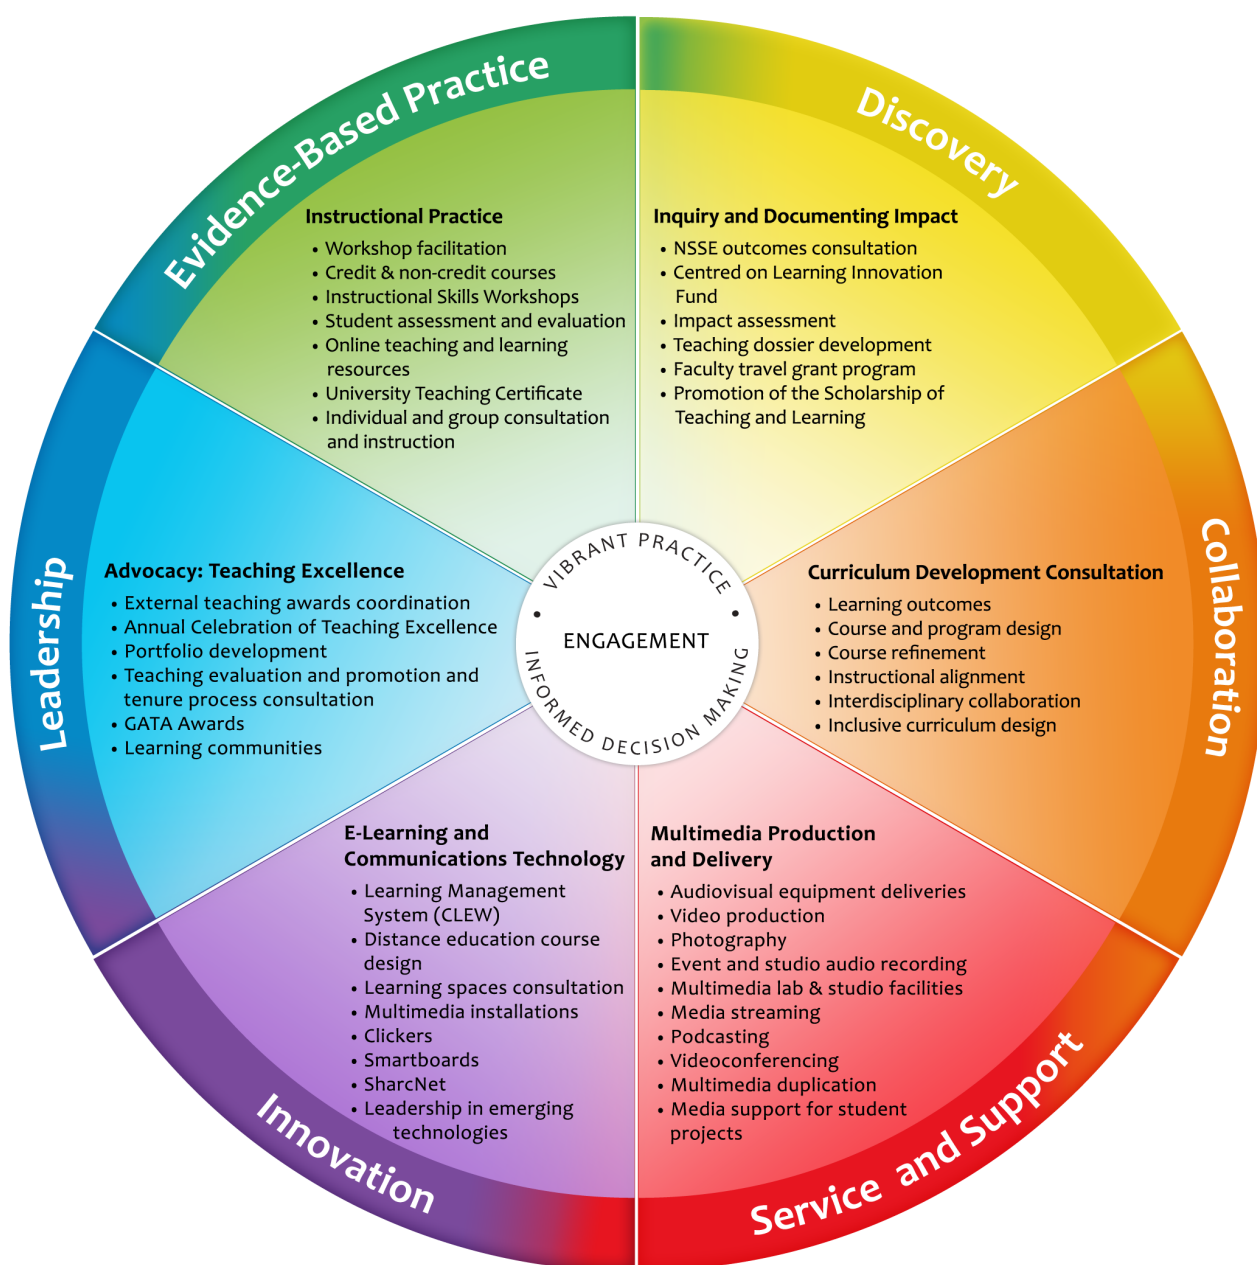 Evidence-Based Practice
Instructional Practice
• Workshop facilitation
• Credit & non-credit courses
• Instructional Skills Workshops
• Student assessment and evaluation
• Online teaching and learning
resources
• University Teaching Certificate
• Individual and group consultation
and instruction
Discovery
Inquiry and Documenting Impact
• NSSE outcomes consultation
• Centred on Learning Innovation
Fund
• Impact assessment
• Teaching dossier development
• Faculty travel grant program
• Promotion of the Scholarship of
Teaching and Learning
Collaboration
Curriculum Development Consultation
• Learning outcomes
• Course and program design
• Course refinement
• Instructional alignment
• Interdisciplinary collaboration
• Inclusive curriculum design
Service and Support
Multimedia Production
and Delivery
• Audiovisual equipment deliveries
• Video production
• Photography
• Event and studio audio recording
• Multimedia lab & studio facilities
• Media streaming
• Podcasting
• Videoconferencing
• Multimedia duplication
• Media support for student
projects
Innovation
E-Learning and
Communications Technology
• Learning Management
System (CLEW)
• Distance education course
design
• Learning spaces consultation
• Multimedia installations
• Clickers
• Smartboards
• SharcNet
• Leadership in emerging
technologies
Leadership
Advocacy: Teaching Excellence
• External teaching awards coordination
• Annual Celebration of Teaching Excellence
• Portfolio development
• Teaching evaluation and promotion and
tenure process consultation
• GATA Awards
• Learning communities
VIBRANT PRACTICE
• ENGAGEMENT •
INFORMED DECISION MAKING